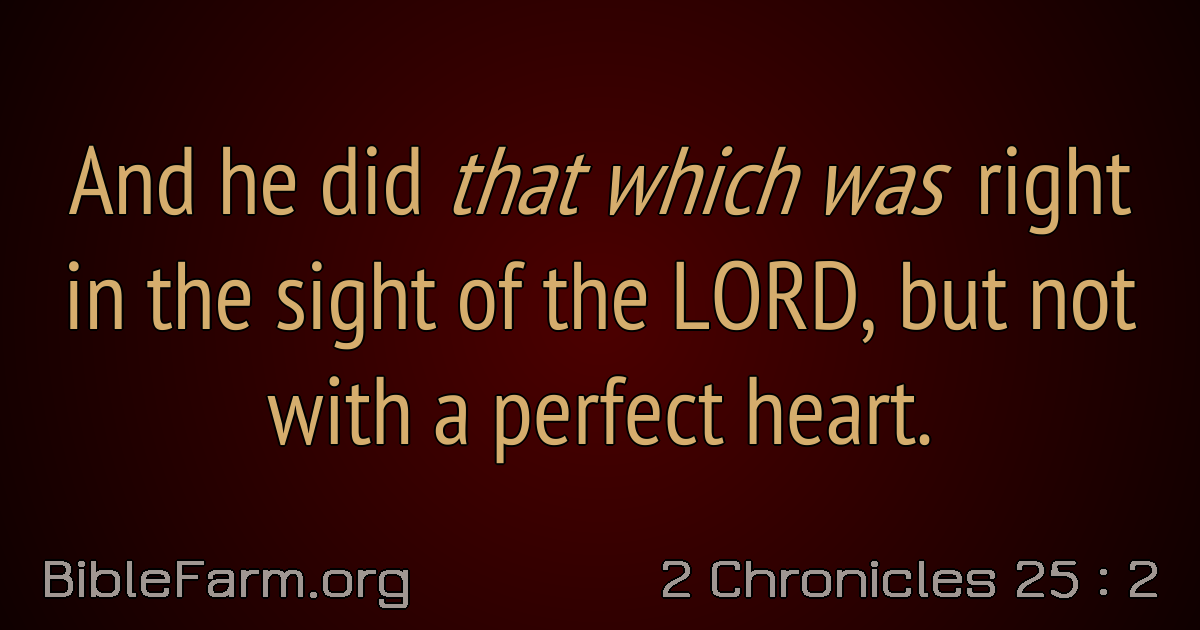 And he did that which was right
in the sight of the LORD, but not
with a perfect heart.
BibleFarm.org
2 Chronicles 25 : 2